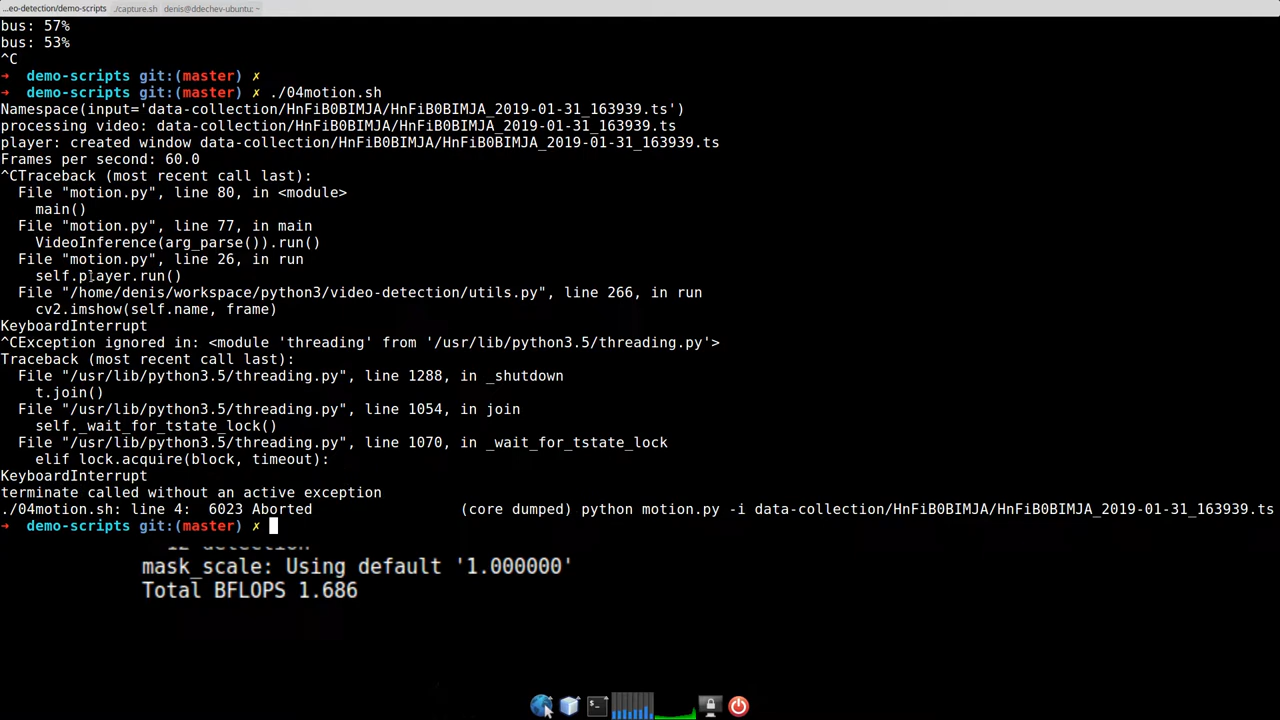 ...eo-detection/demo-scripts ./capture.sh denis@ddechev-ubuntu: ~
bus: 57%
bus: 53%
^C
➜  demo-scripts git:(master) ✗
➜  demo-scripts git:(master) ✗ ./04motion.sh
Namespace(input='data-collection/HnFiB0BIMJA/HnFiB0BIMJA_2019-01-31_163939.ts')
processing video: data-collection/HnFiB0BIMJA/HnFiB0BIMJA_2019-01-31_163939.ts
player: created window data-collection/HnFiB0BIMJA/HnFiB0BIMJA_2019-01-31_163939.ts
Frames per second: 60.0
^CTraceback (most recent call last):
  File "motion.py", line 80, in <module>
    main()
  File "motion.py", line 77, in main
    VideoInference(arg_parse()).run()
  File "motion.py", line 26, in run
    self.player.run()
  File "/home/denis/workspace/python3/video-detection/utils.py", line 266, in run
    cv2.imshow(self.name, frame)
KeyboardInterrupt
^CException ignored in: <module 'threading' from '/usr/lib/python3.5/threading.py'>
Traceback (most recent call last):
  File "/usr/lib/python3.5/threading.py", line 1288, in _shutdown
    t.join()
  File "/usr/lib/python3.5/threading.py", line 1054, in join
    self._wait_for_tstate_lock()
  File "/usr/lib/python3.5/threading.py", line 1070, in _wait_for_tstate_lock
    elif lock.acquire(block, timeout):
KeyboardInterrupt
terminate called without an active exception
./04motion.sh: line 4:  6023 Aborted                 (core dumped) python motion.py -i data-collection/HnFiB0BIMJA/HnFiB0BIMJA_2019-01-31_163939.ts
➜  demo-scripts git:(master) ✗
12 detection
mask_scale: Using default '1.000000'
Total BFLOPS 1.686